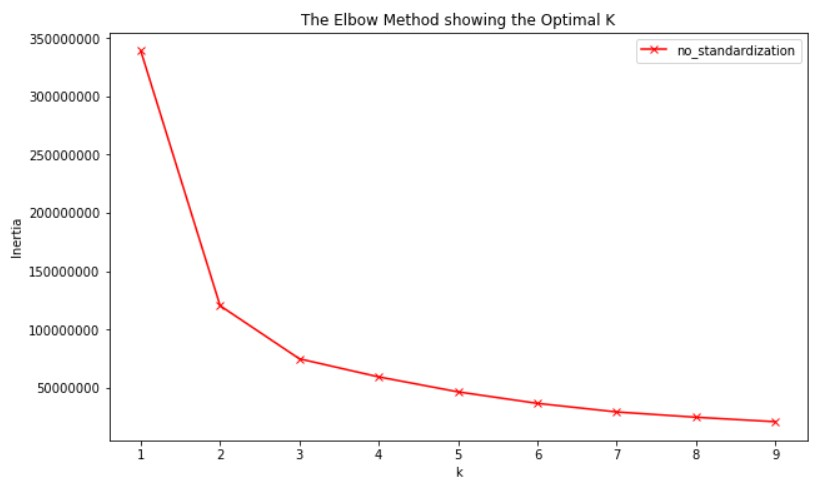 The Elbow Method showing the Optimal K
350000000
300000000
250000000
200000000
150000000
100000000
50000000
Inertia
no_standardization
1 2 3 4 5 6 7 8 9
k